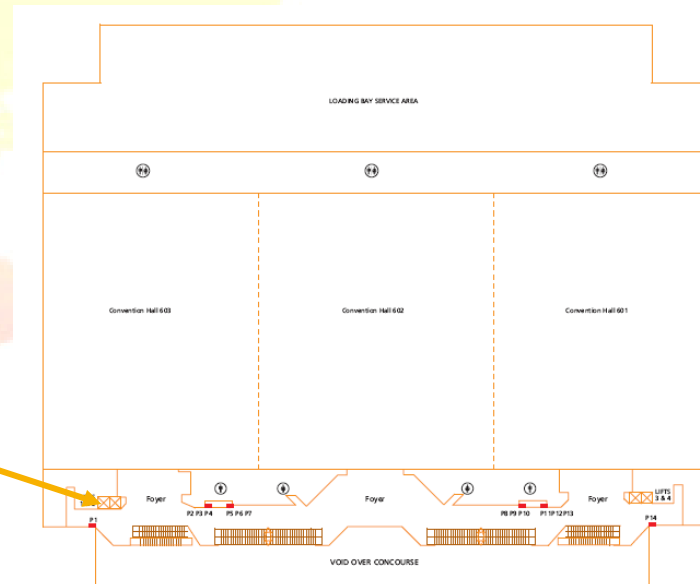 LOADING BAY SERVICE AREA
Convention Hall 603
Convention Hall 602
Convention Hall 601
Foyer
Foyer
Foyer
LIFTS
3 & 4
P1
P2 P3 P4
P5 P6 P7
P8 P9 P10
P11P12P13
P14
VOID OVER CONCOURSE